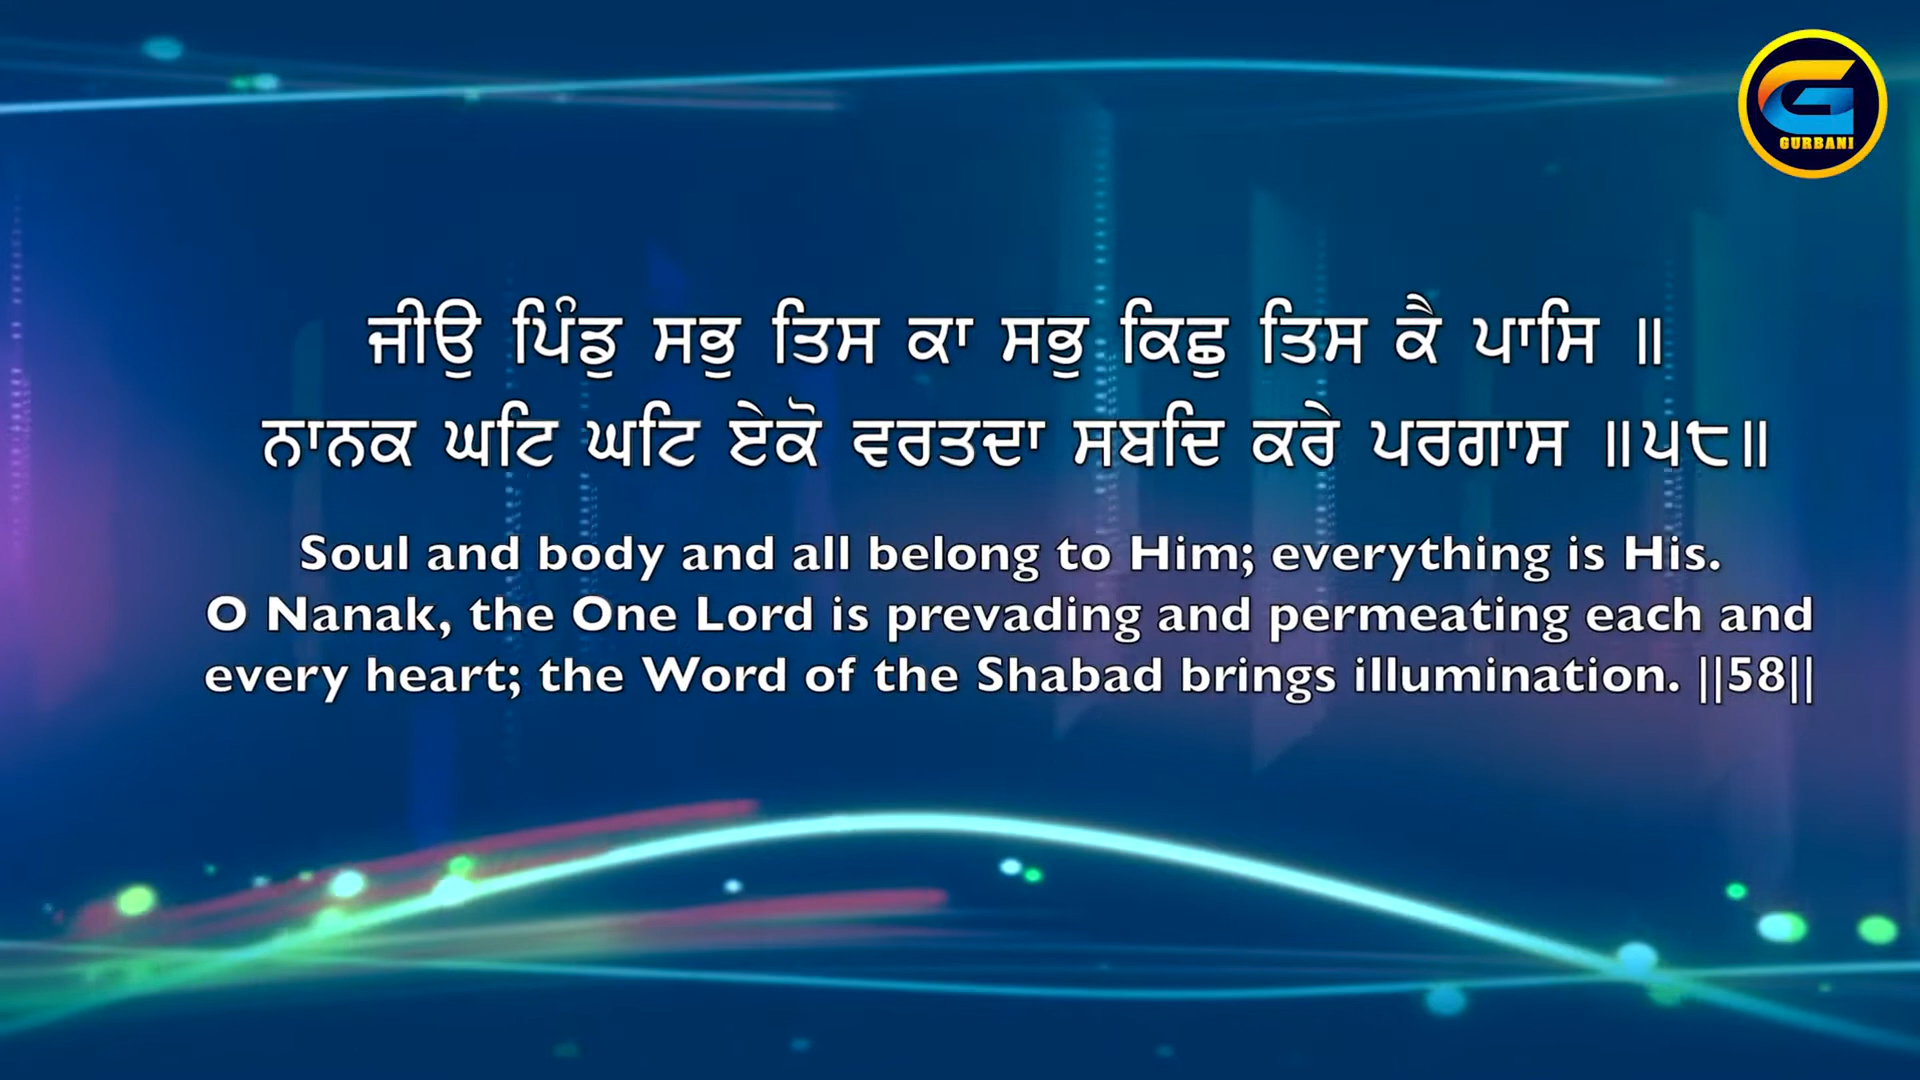 GURBANI
ਜੀਉ ਪਿੰਡੁ ਸਭੁ ਤਿਸ ਕਾ ਸਭੁ ਕਿਛੁ ਤਿਸ ਕੈ ਪਾਸਿ ॥
ਨਾਨਕ ਘਟਿ ਘਟਿ ਏਕੋ ਵਰਤਦਾ ਸਬਦਿ ਕਰੇ ਪਰਗਾਸ ॥੫੮॥
Soul and body and all belong to Him; everything is His.
O Nanak, the One Lord is prevading and permeating each and
every heart; the Word of the Shabad brings illumination. ||58||